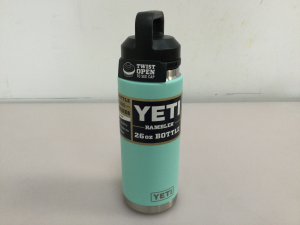 TWIST
OPEN
YETI
RAMBLER
26oz BOTTLE
YETI